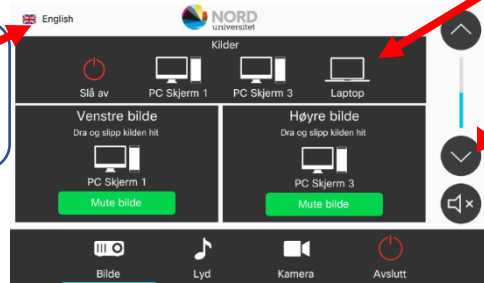 English
NORD
universitet
Kilder
Slå av
PC Skjerm 1
PC Skjerm 3
Laptop
Venstre bilde
Dra og slipp kilden hit
PC Skjerm 1
Mute bilde
Høyre bilde
Dra og slipp kilden hit
PC Skjerm 3
Mute bilde
Bilde
Lyd
Kamera
Avslutt